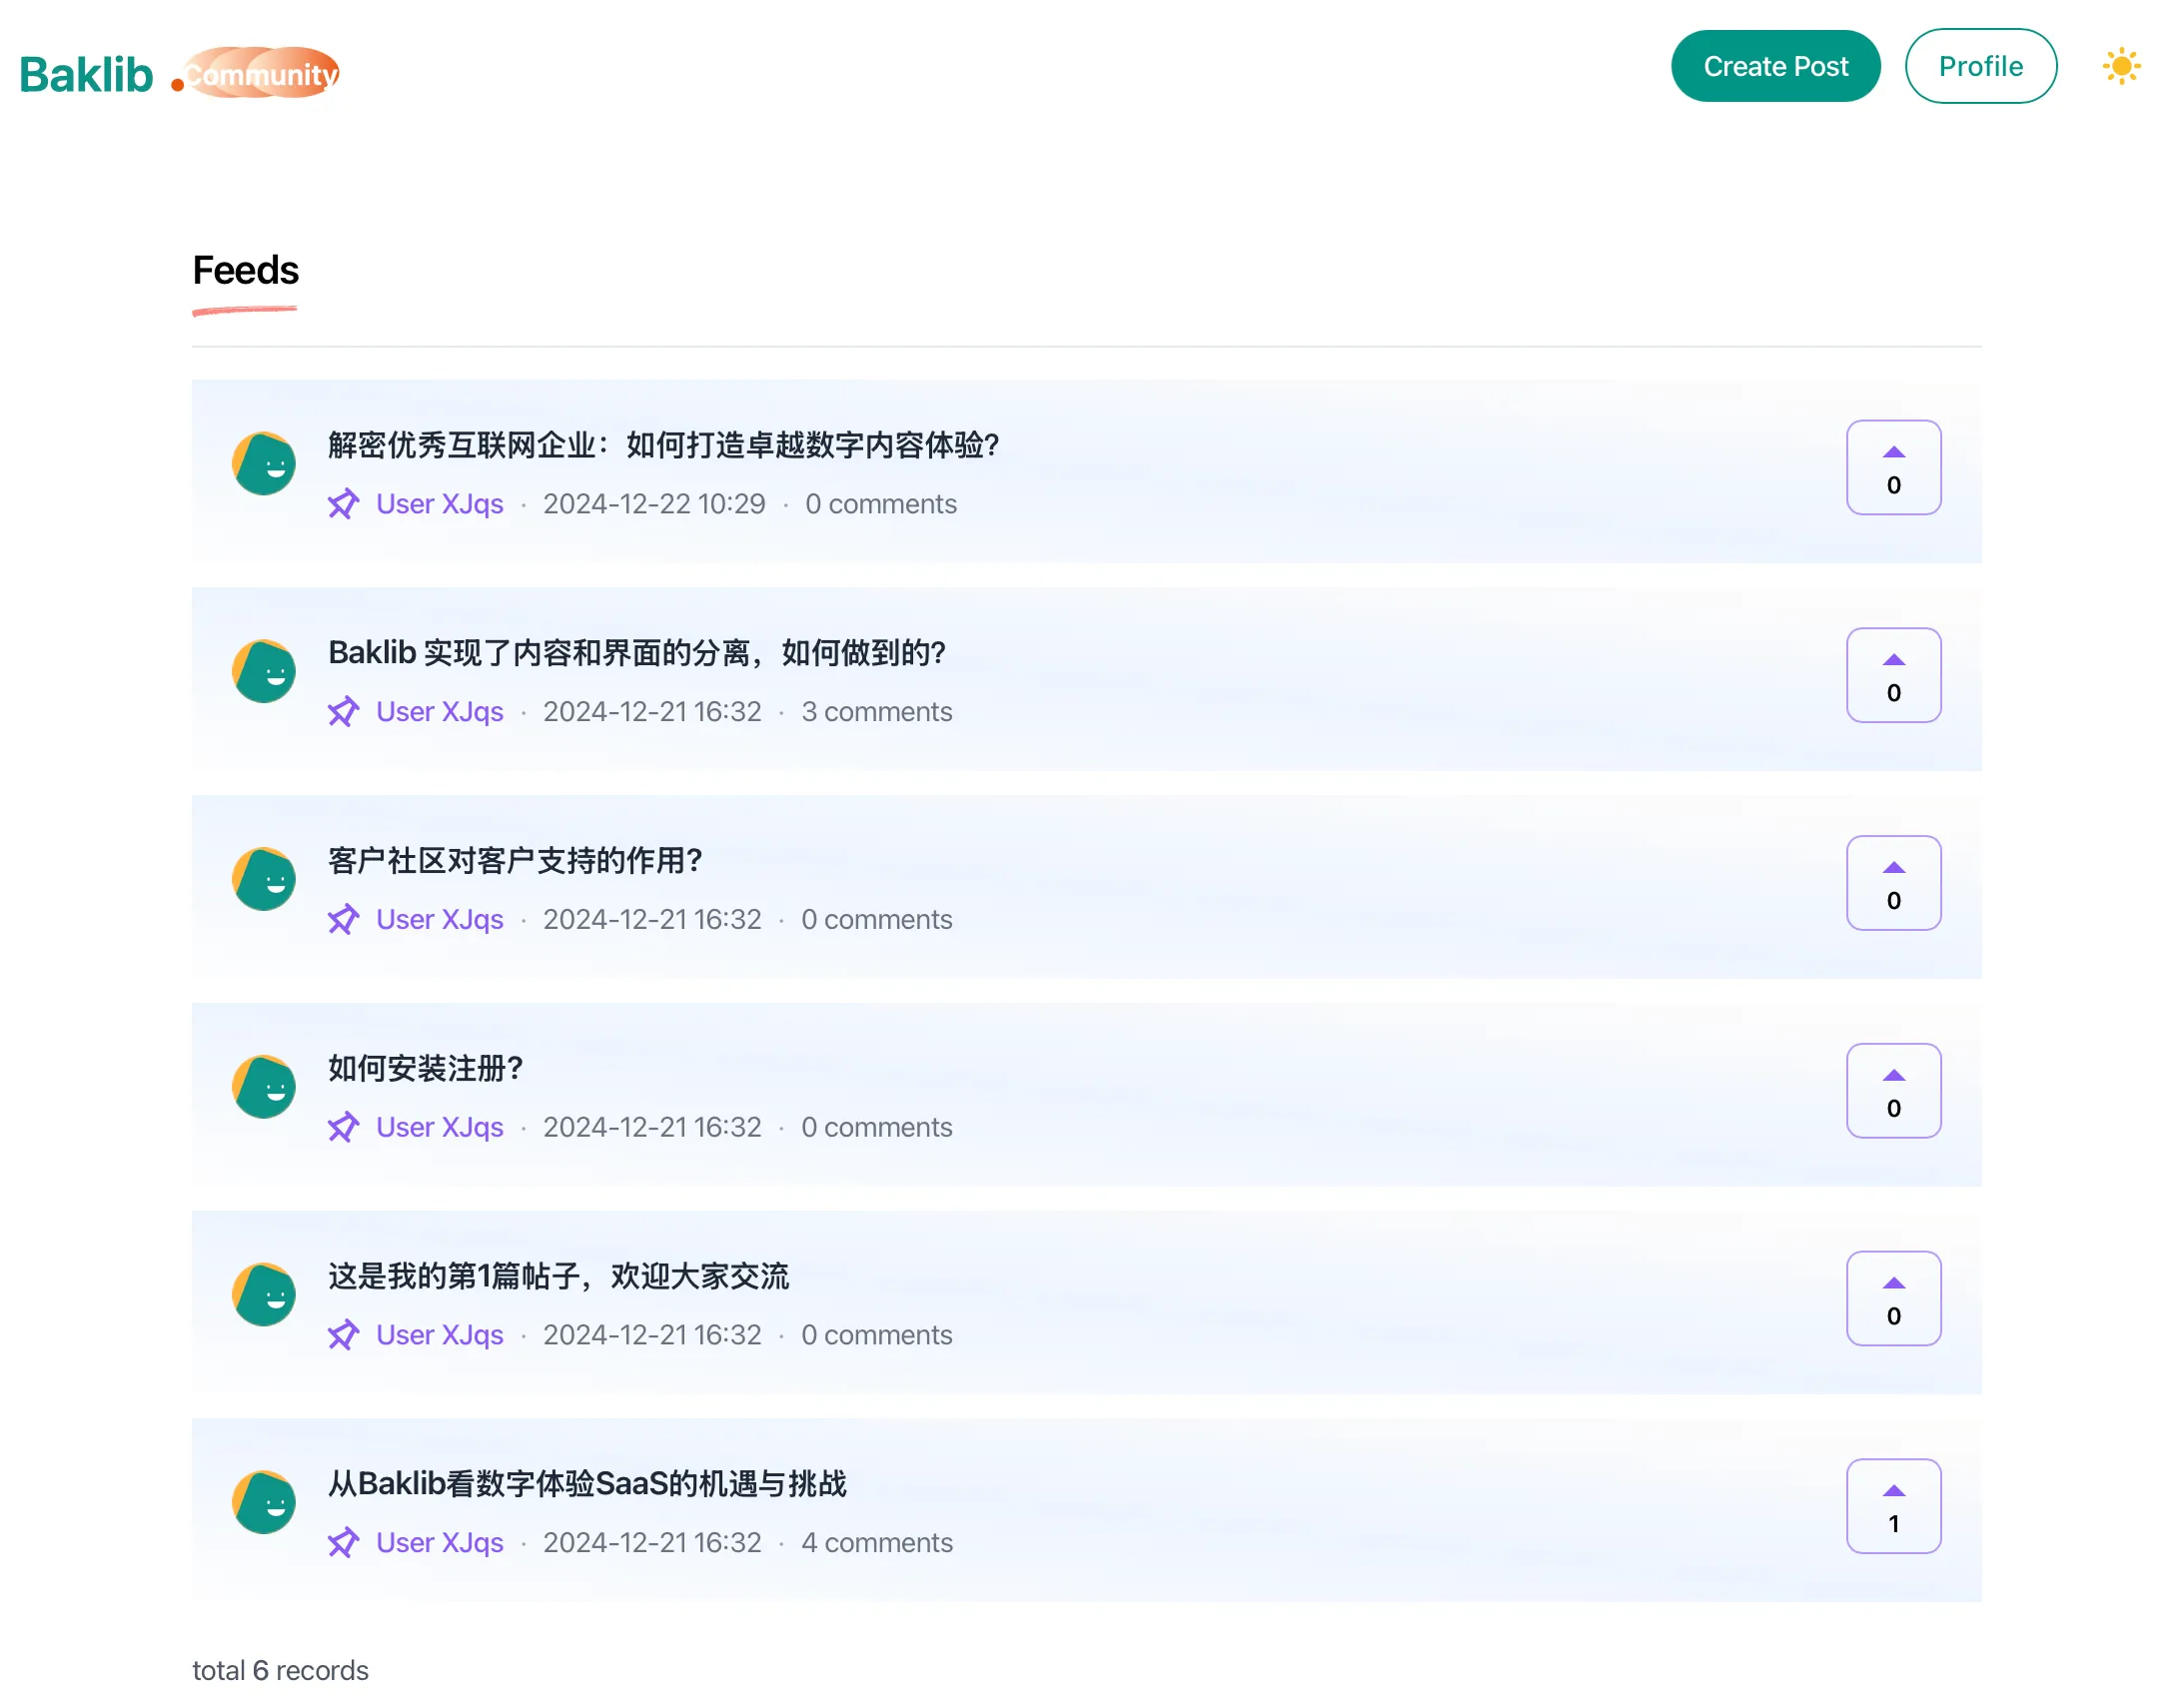 Baklib .Community
Create Post
Profile
Feeds
解密优秀互联网企业：如何打造卓越数字内容体验?
User XJqs · 2024-12-22 10:29 · 0 comments
0
Baklib 实现了内容和界面的分离，如何做到的?
User XJqs · 2024-12-21 16:32 · 3 comments
0
客户社区对客户支持的作用?
User XJqs · 2024-12-21 16:32 · 0 comments
0
如何安装注册?
User XJqs · 2024-12-21 16:32 · 0 comments
0
这是我的第1篇帖子，欢迎大家交流
User XJqs · 2024-12-21 16:32 · 0 comments
0
从Baklib看数字体验SaaS的机遇与挑战
User XJqs · 2024-12-21 16:32 · 4 comments
1
total 6 records